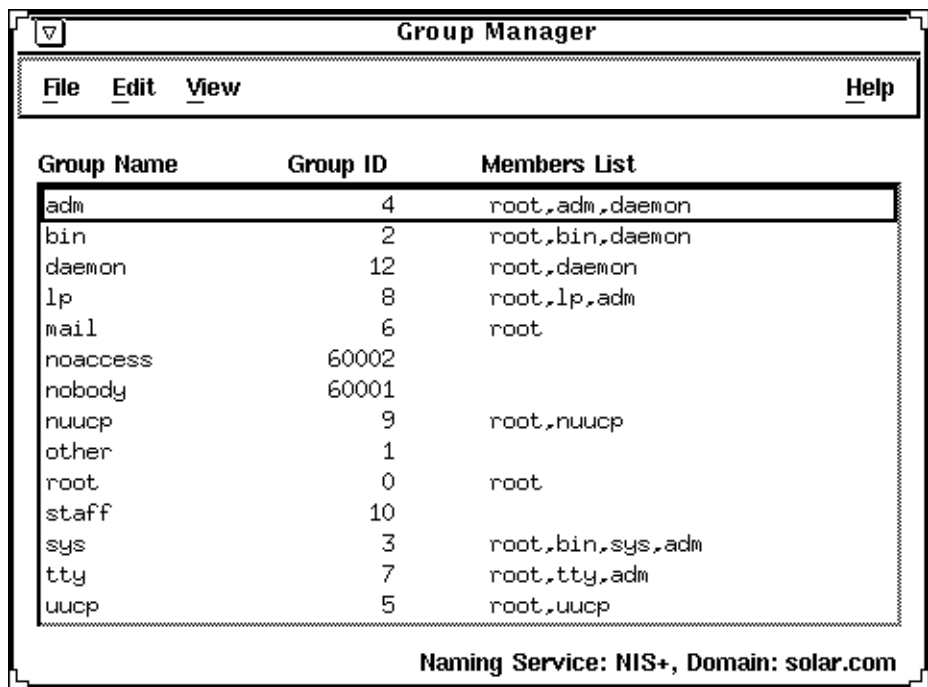 Group Manager
File Edit View Help
Group Name Group ID Members List
adm 4 root,adm,daemon
bin 2 root,bin,daemon
daemon 12 root,daemon
lp 8 root,lp,adm
mail 6 root
noaccess 60002
nobody 60001
nuucp 9 root,nuucp
other 1
root 0 root
staff 10
sys 3 root,bin,sys,adm
tty 7 root,tty,adm
uucp 5 root,uucp
Naming Service: NIS+, Domain: solar.com